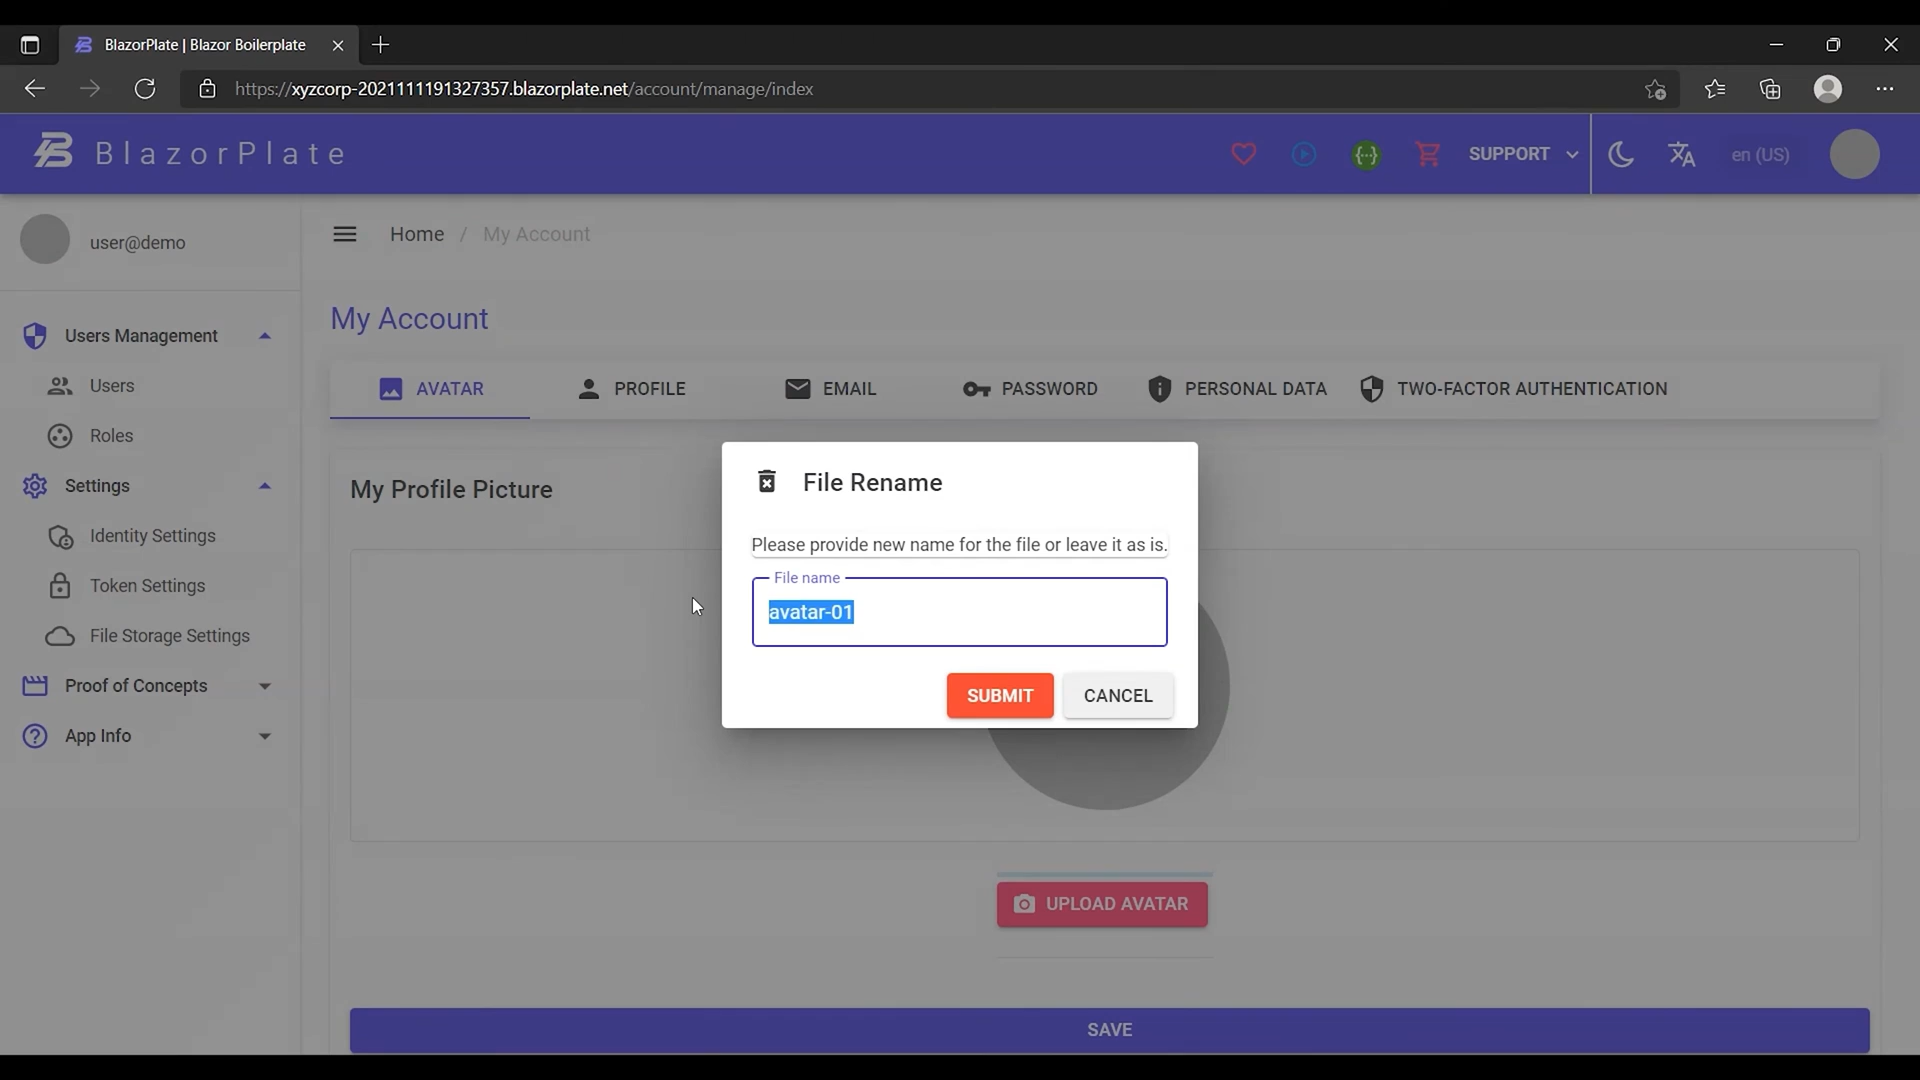 BlazorPlate | Blazor Boilerplate
https://xyzcorp-2021111191327357.blazorplate.net/account/manage/index
BlazorPlate
SUPPORT
en (US)
user@demo
Home / My Account
My Account
Users Management
Users
Roles
Settings
Identity Settings
Token Settings
File Storage Settings
Proof of Concepts
App Info
AVATAR
PROFILE
EMAIL
PASSWORD
PERSONAL DATA
TWO-FACTOR AUTHENTICATION
My Profile Picture
File Rename
Please provide new name for the file or leave it as is.
File name
avatar-01
SUBMIT
CANCEL
UPLOAD AVATAR
SAVE